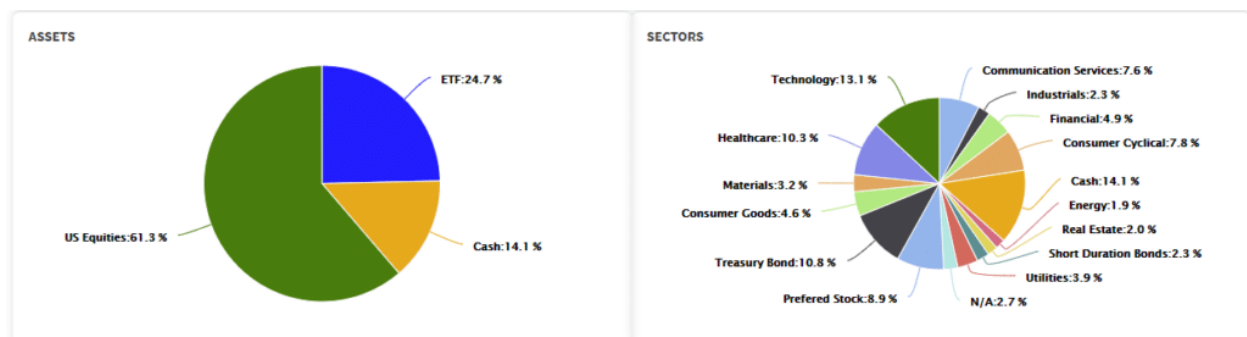 ASSETS
ETF:24.7 %
US Equities:61.3 %
Cash:14.1 %
SECTORS
Technology:13.1 %
Communication Services:7.6 %
Industrials:2.3 %
Financial:4.9 %
Healthcare:10.3 %
Consumer Cyclical:7.8 %
Materials:3.2 %
Cash:14.1 %
Energy:1.9 %
Consumer Goods:4.6 %
Real Estate:2.0 %
Short Duration Bonds:2.3 %
Treasury Bond:10.8 %
Utilities:3.9 %
Prefered Stock:8.9 %
N/A:2.7 %